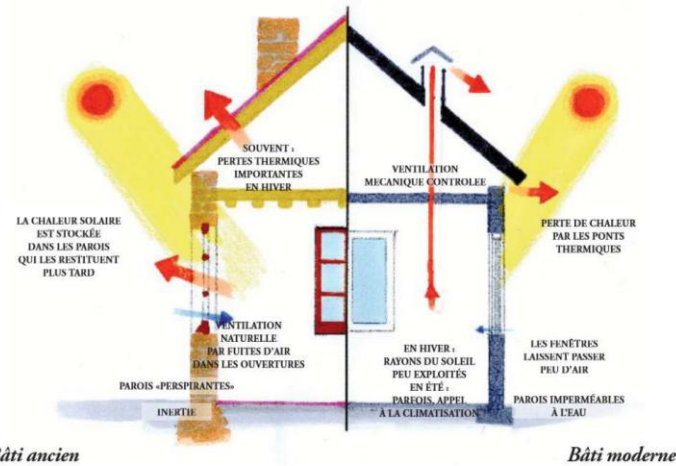 SOUVENT :
PERTES THERMIQUES
IMPORTANTES
EN HIVER
LA CHALEUR SOLAIRE
EST STOCKÉE
DANS LES PAROIS
QUI LES RESTITUENT
PLUS TARD
VENTILATION
NATURELLE
PAR FUITES D'AIR
DANS LES OUVERTURES
PAROIS «PERSPIRANTES»
INERTIE
VENTILATION
MECANIQUE CONTROLEE
PERTE DE CHALEUR
PAR LES PONTS
THERMIQUES
EN HIVER :
RAYONS DU SOLEIL
PEU EXPLOITÉS
EN ÉTÉ :
PARFOIS, APPEL
À LA CLIMATISATION
LES FENÊTRES
LAISSENT PASSER
PEU D'AIR
PAROIS IMPERMÉABLES
À L'EAU
Bâti ancien
Bâti moderne